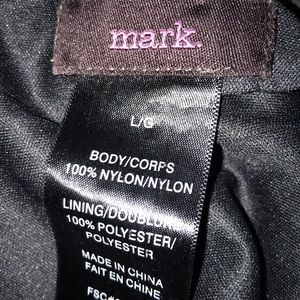 mark.
L/G
BODY/CORPS
100% NYLON/NYLON
LINING/DOUBLURE
100% POLYESTER/
POLYESTER
MADE IN CHINA
FAIT EN CHINE